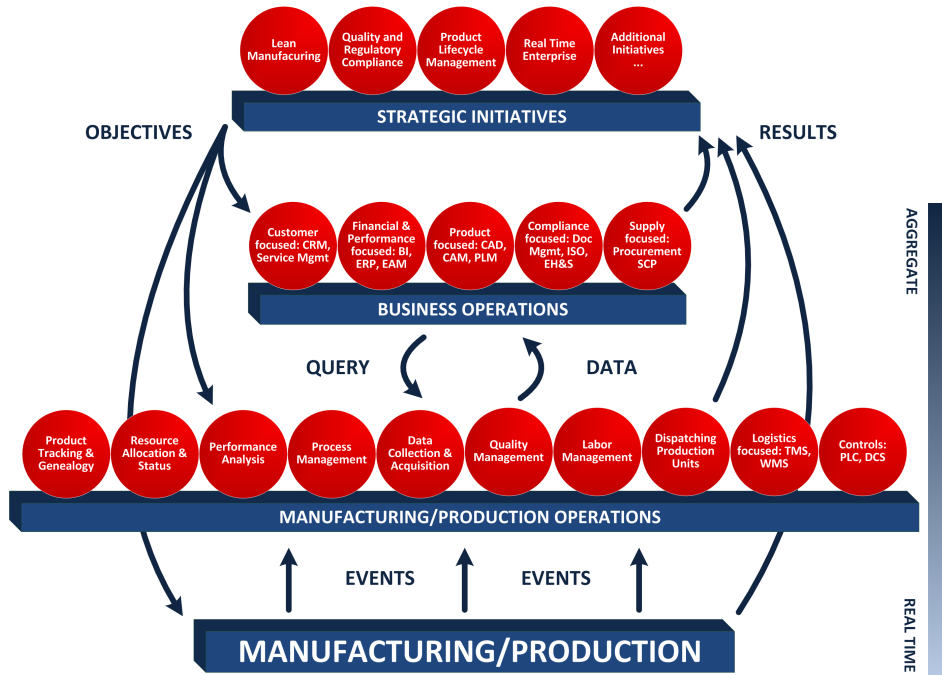 Lean
Manufacuring
Quality and
Regulatory
Compliance
Product
Lifecycle
Management
Real Time
Enterprise
Additional
Initiatives
...
STRATEGIC INITIATIVES
OBJECTIVES
RESULTS
Customer
focused: CRM,
Service Mgmt
Financial &
Performance
focused: BI,
ERP, EAM
Product
focused: CAD,
CAM, PLM
Compliance
focused: Doc
Mgmt, ISO,
EH&S
Supply
focused:
Procurement
SCP
BUSINESS OPERATIONS
AGGREGATE
QUERY
DATA
Product
Tracking &
Genealogy
Resource
Allocation &
Status
Performance
Analysis
Process
Management
Data
Collection &
Acquisition
Quality
Management
Labor
Management
Dispatching
Production
Units
Logistics
focused: TMS,
WMS
Controls:
PLC, DCS
MANUFACTURING/PRODUCTION OPERATIONS
EVENTS
EVENTS
REAL TIME
MANUFACTURING/PRODUCTION